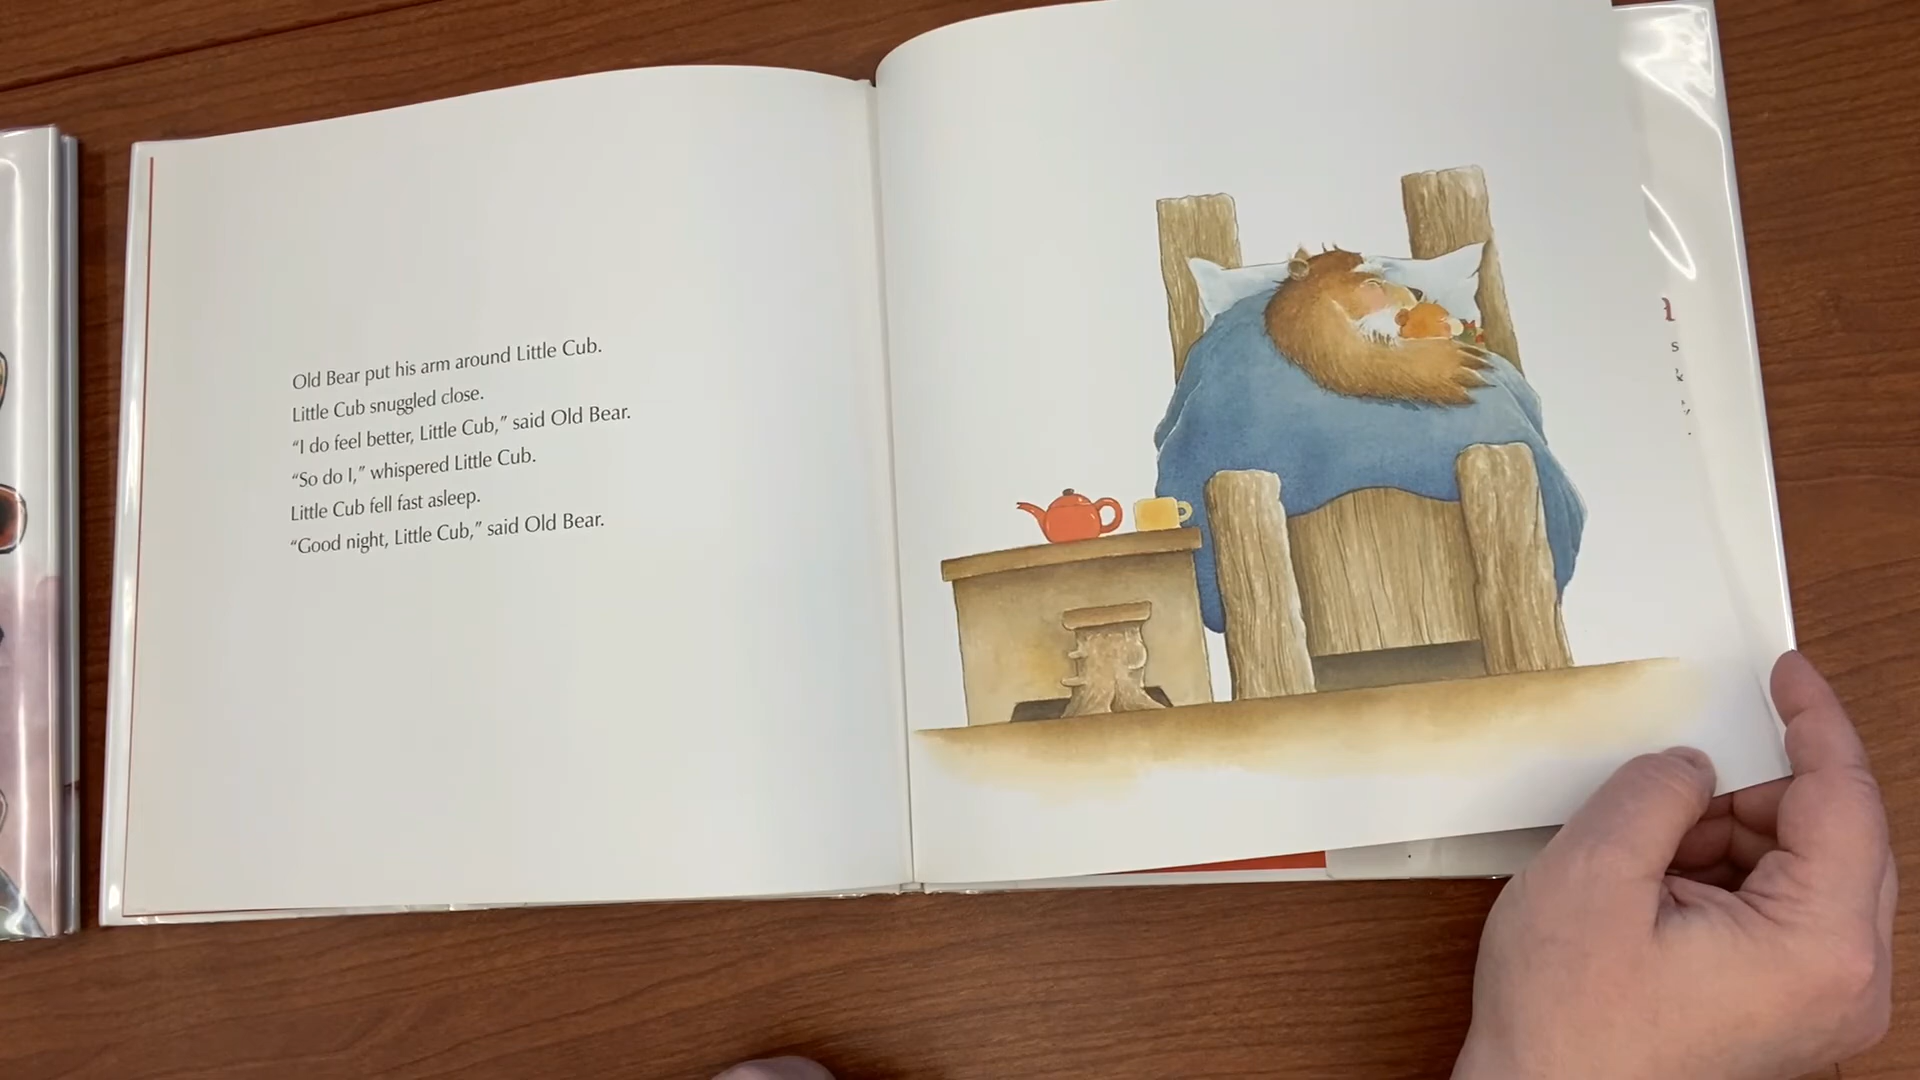 Old Bear put his arm around Little Cub.
Little Cub snuggled close.
“I do feel better, Little Cub,” said Old Bear.
“So do I,” whispered Little Cub.
Little Cub fell fast asleep.
“Good night, Little Cub,” said Old Bear.